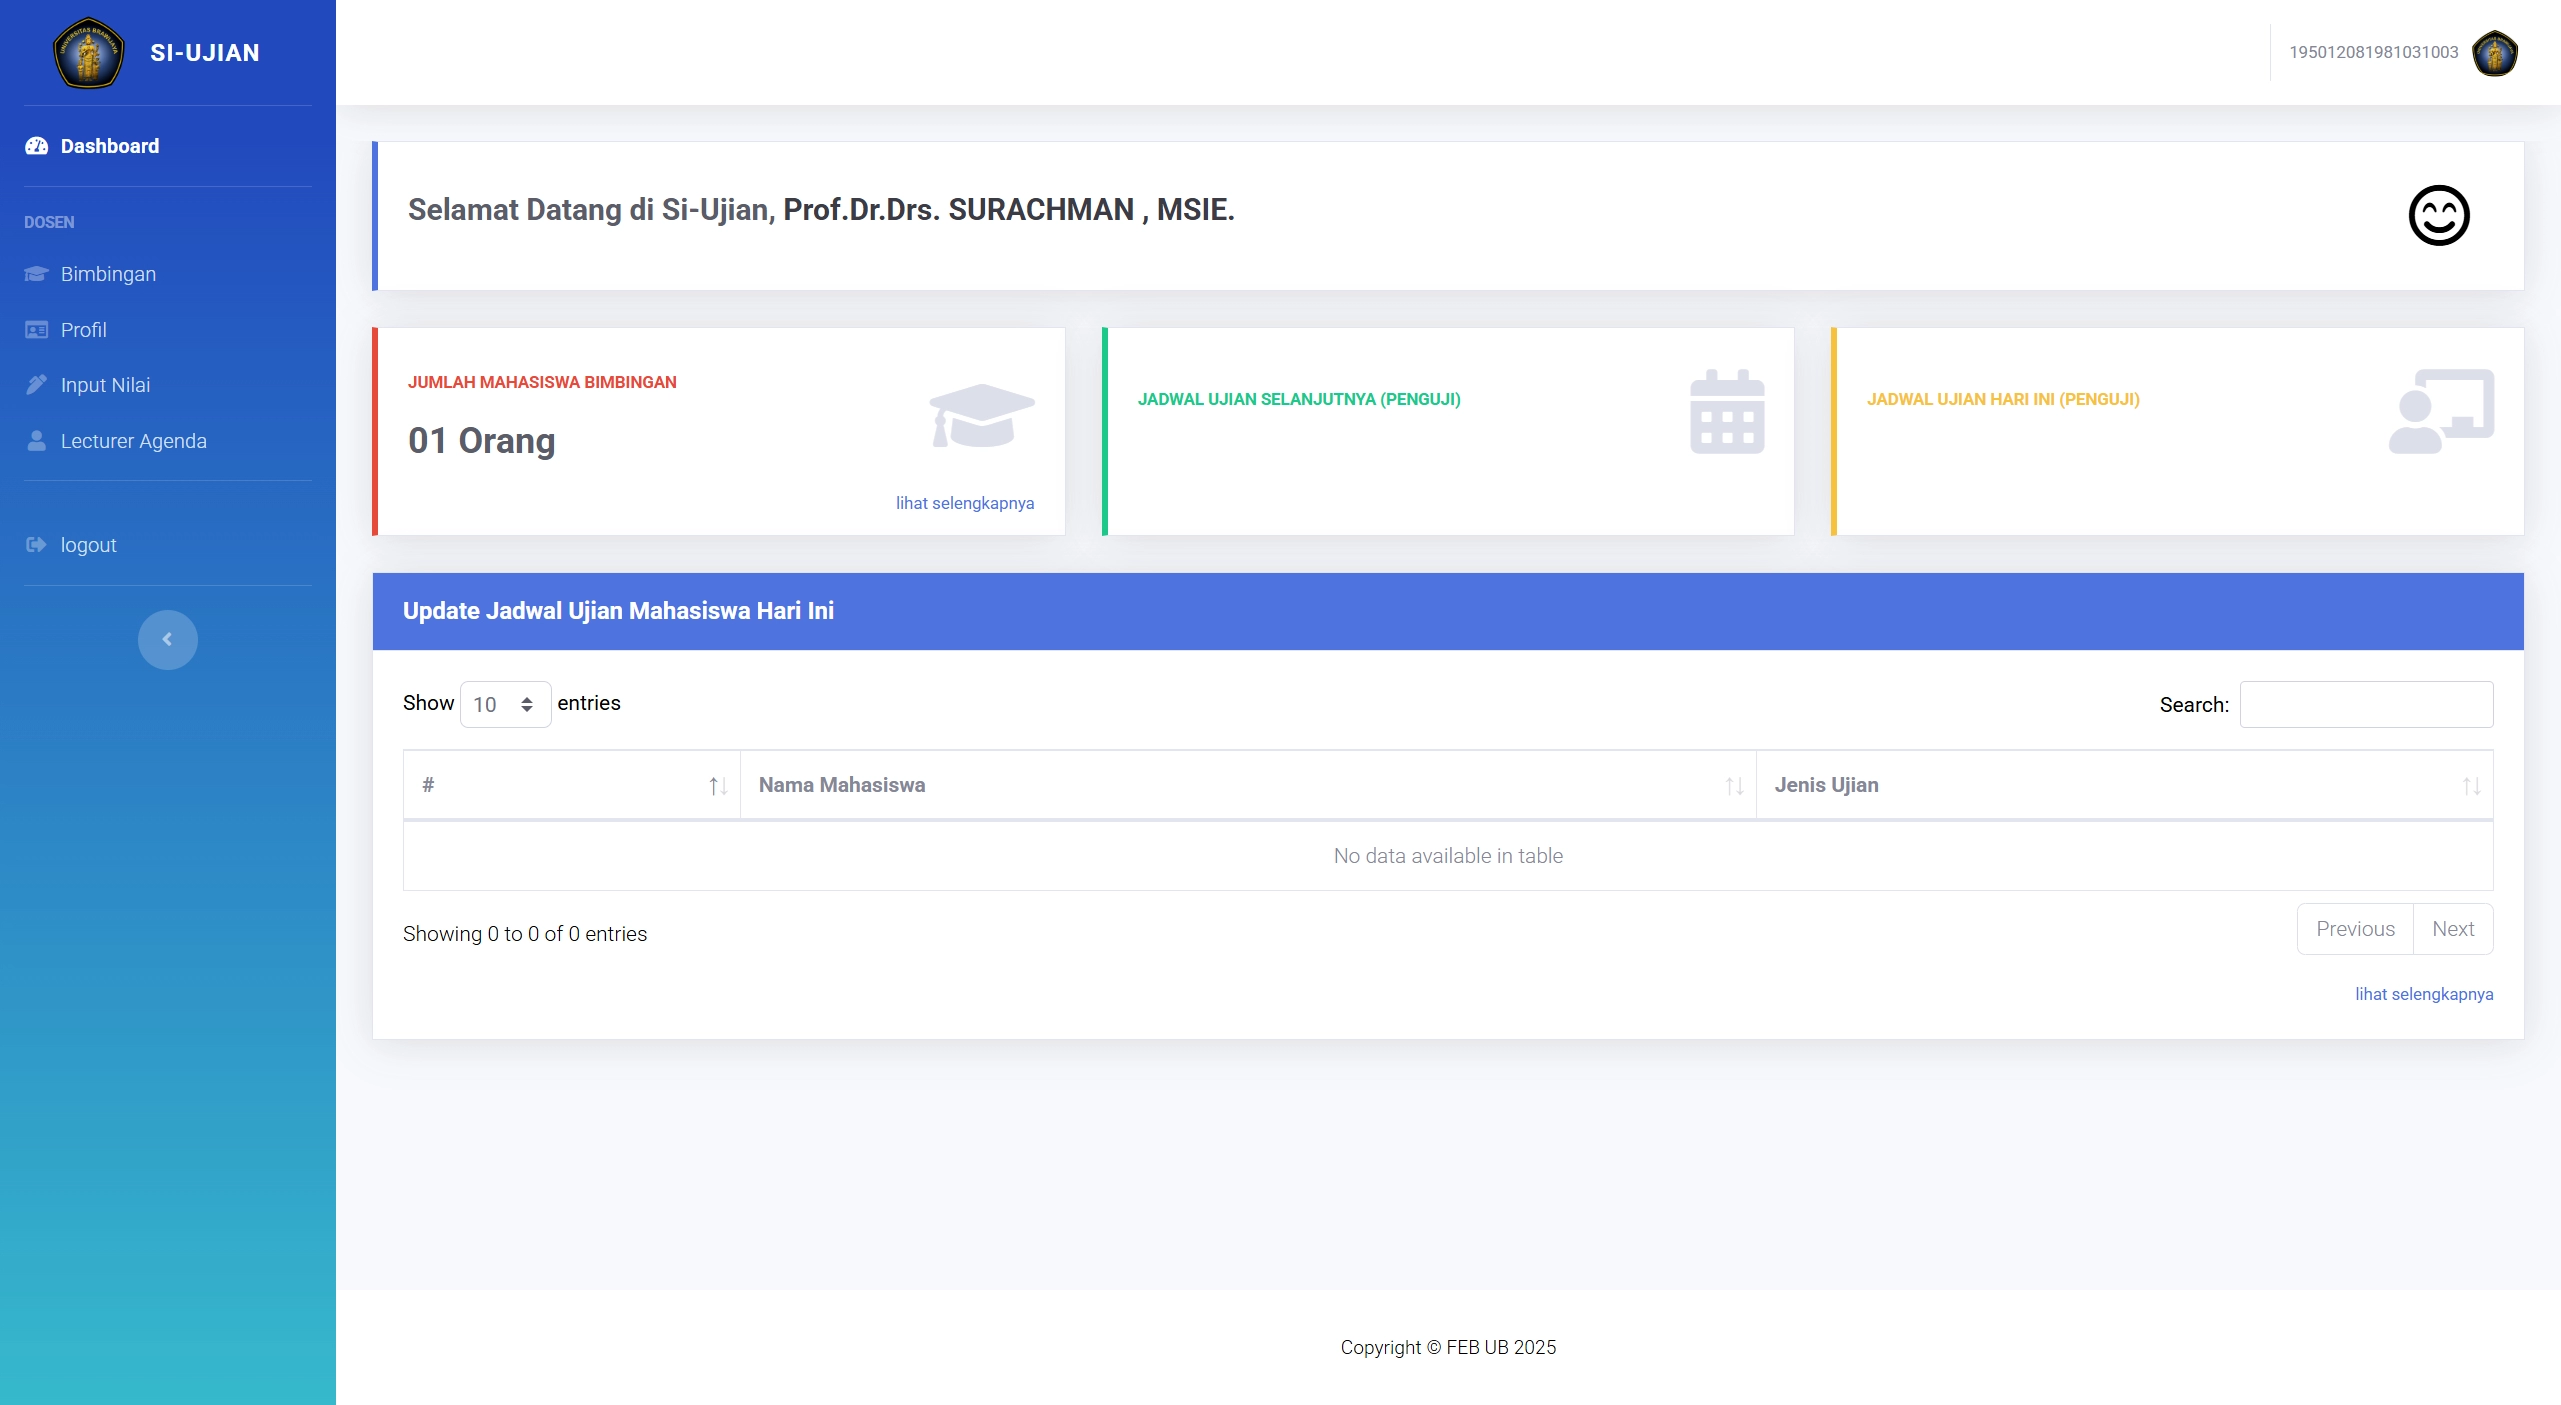 SI-UJIAN
195012081981031003
Dashboard
DOSEN
Bimbingan
Profil
Input Nilai
Lecturer Agenda
logout
Selamat Datang di Si-Ujian, Prof.Dr.Drs. SURACHMAN , MSIE.
JUMLAH MAHASISWA BIMBINGAN
01 Orang
lihat selengkapnya
JADWAL UJIAN SELANJUTNYA (PENGUJI)
JADWAL UJIAN HARI INI (PENGUJI)
Update Jadwal Ujian Mahasiswa Hari Ini
Show 10 entries
Search:
# Nama Mahasiswa Jenis Ujian
No data available in table
Showing 0 to 0 of 0 entries
Previous Next
lihat selengkapnya
Copyright © FEB UB 2025
UNIVERSITAS BRAWIJAYA